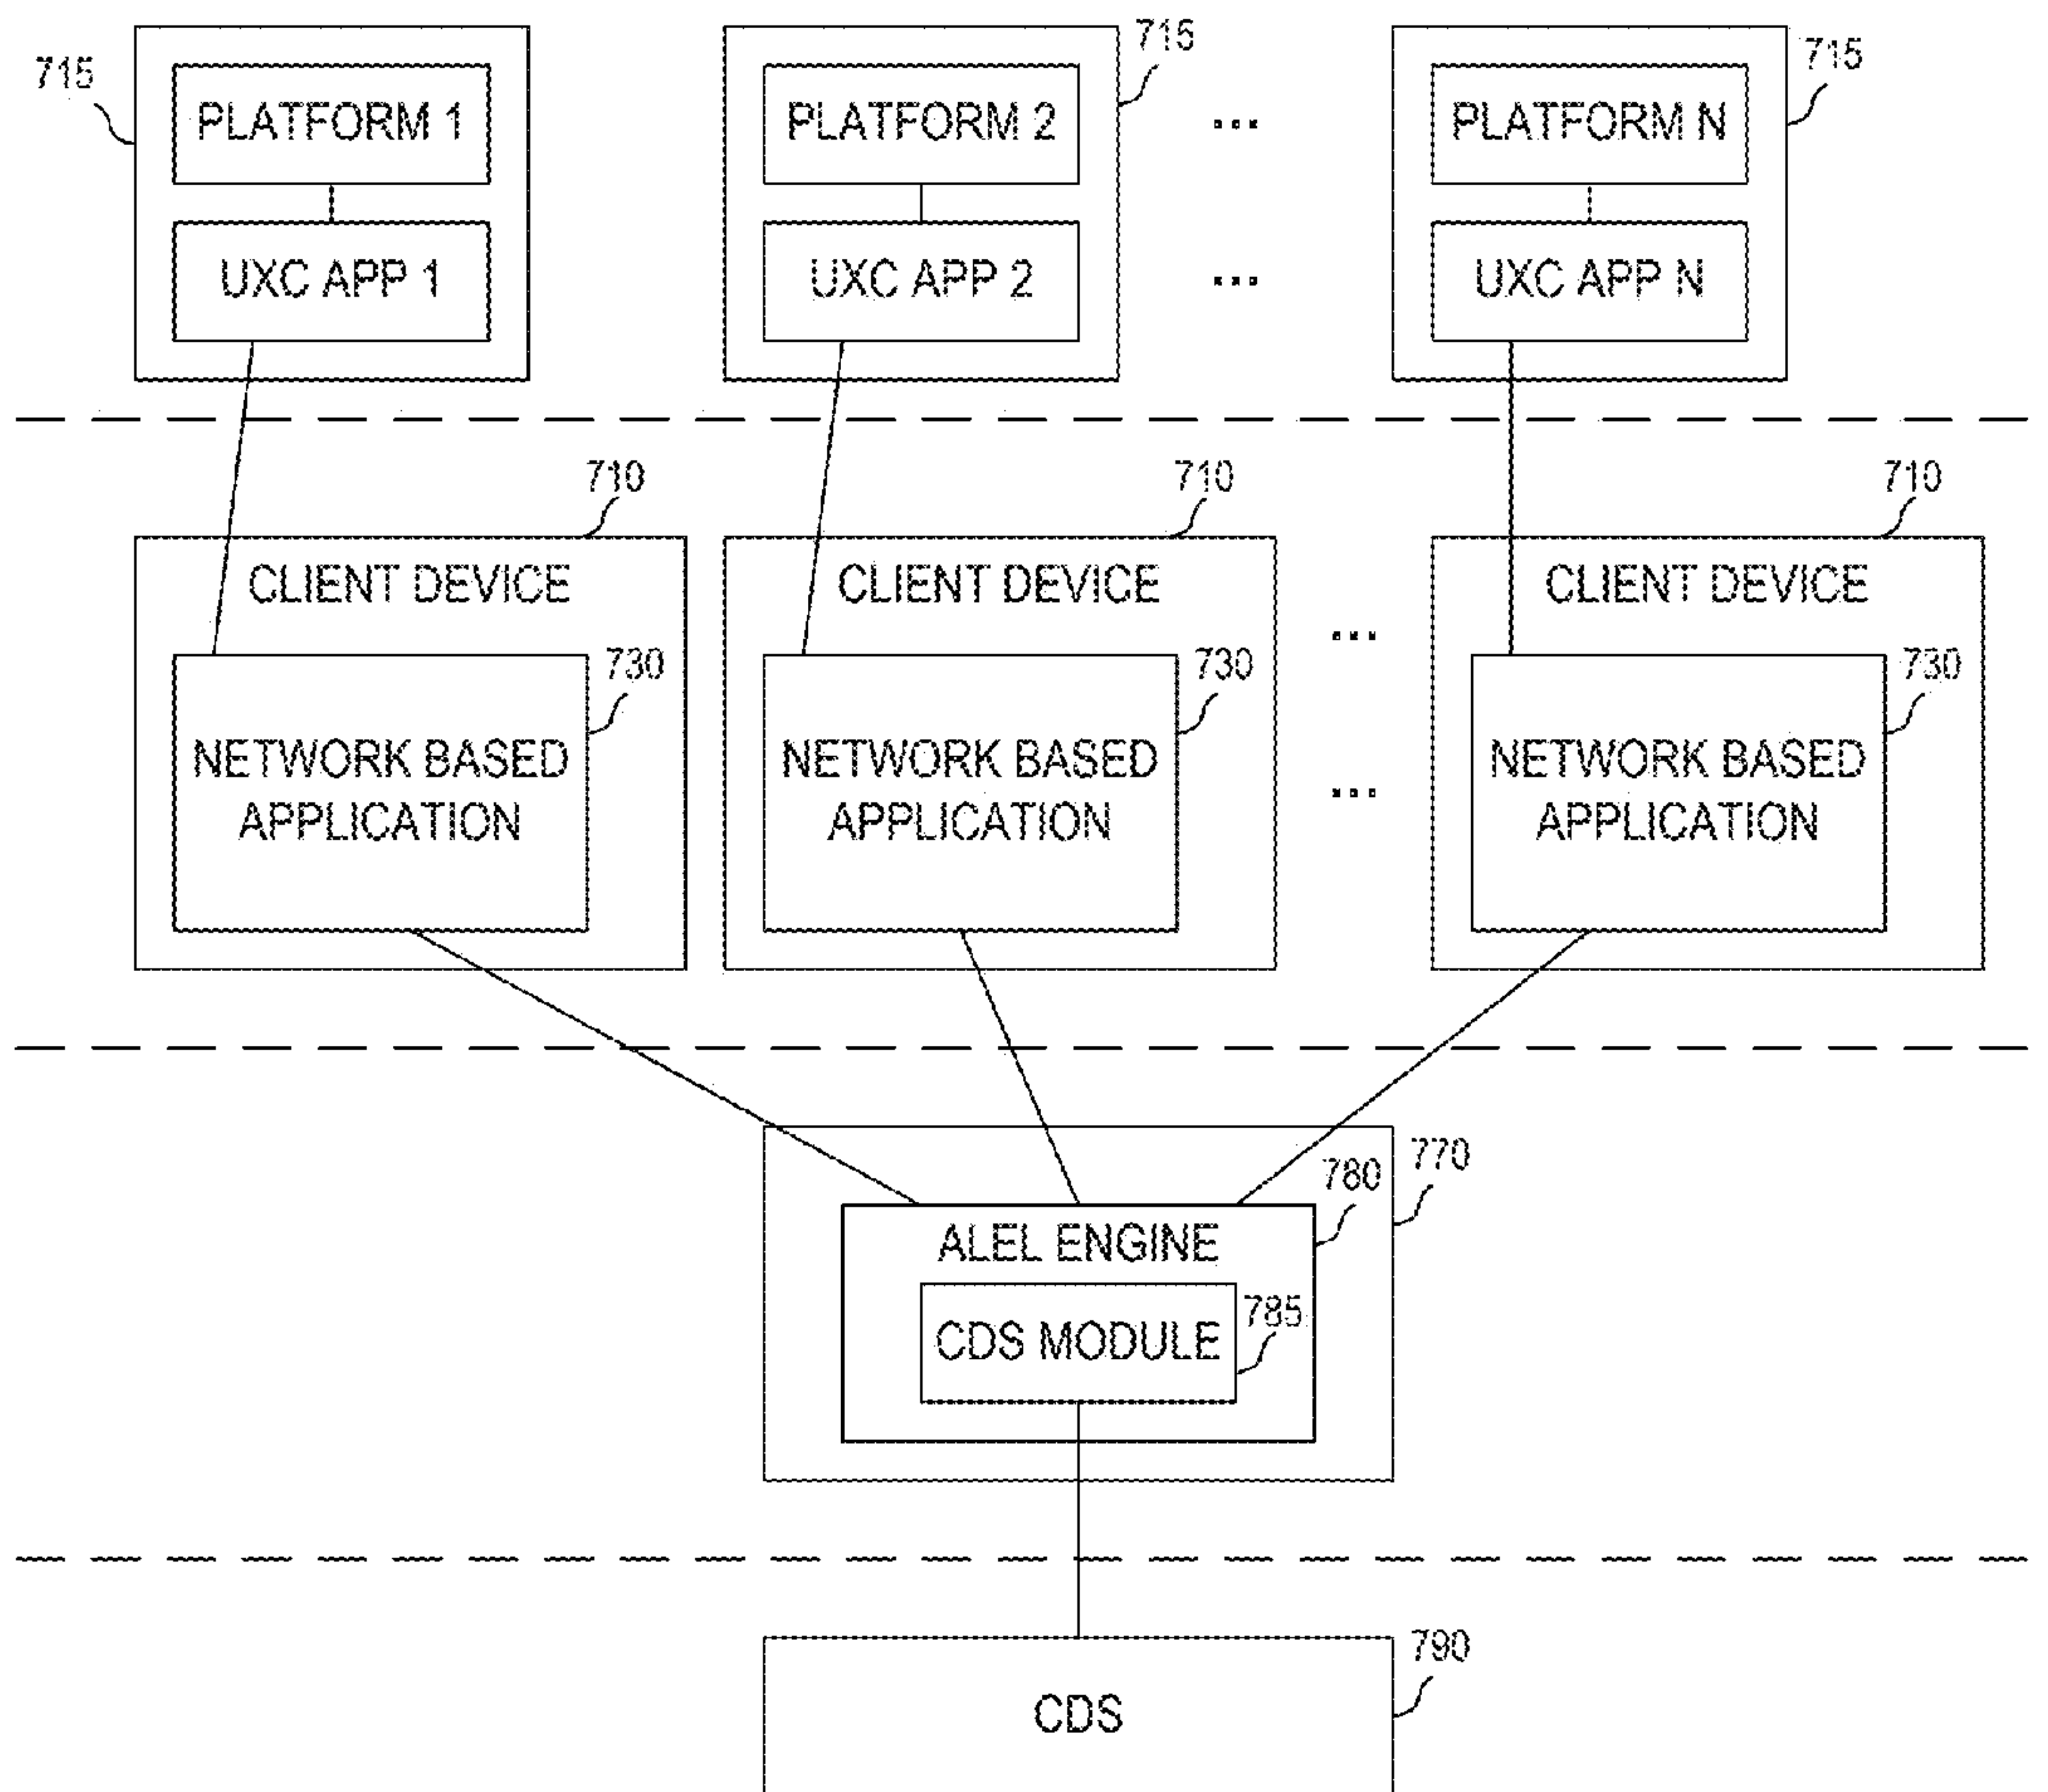 715
PLATFORM 1
UXC APP 1
715
PLATFORM 2
UXC APP 2
...
...
715
PLATFORM N
UXC APP N
710
CLIENT DEVICE
730
NETWORK BASED
APPLICATION
710
CLIENT DEVICE
730
NETWORK BASED
APPLICATION
...
...
710
CLIENT DEVICE
730
NETWORK BASED
APPLICATION
770
780
ALEL ENGINE
785
CDS MODULE
790
CDS